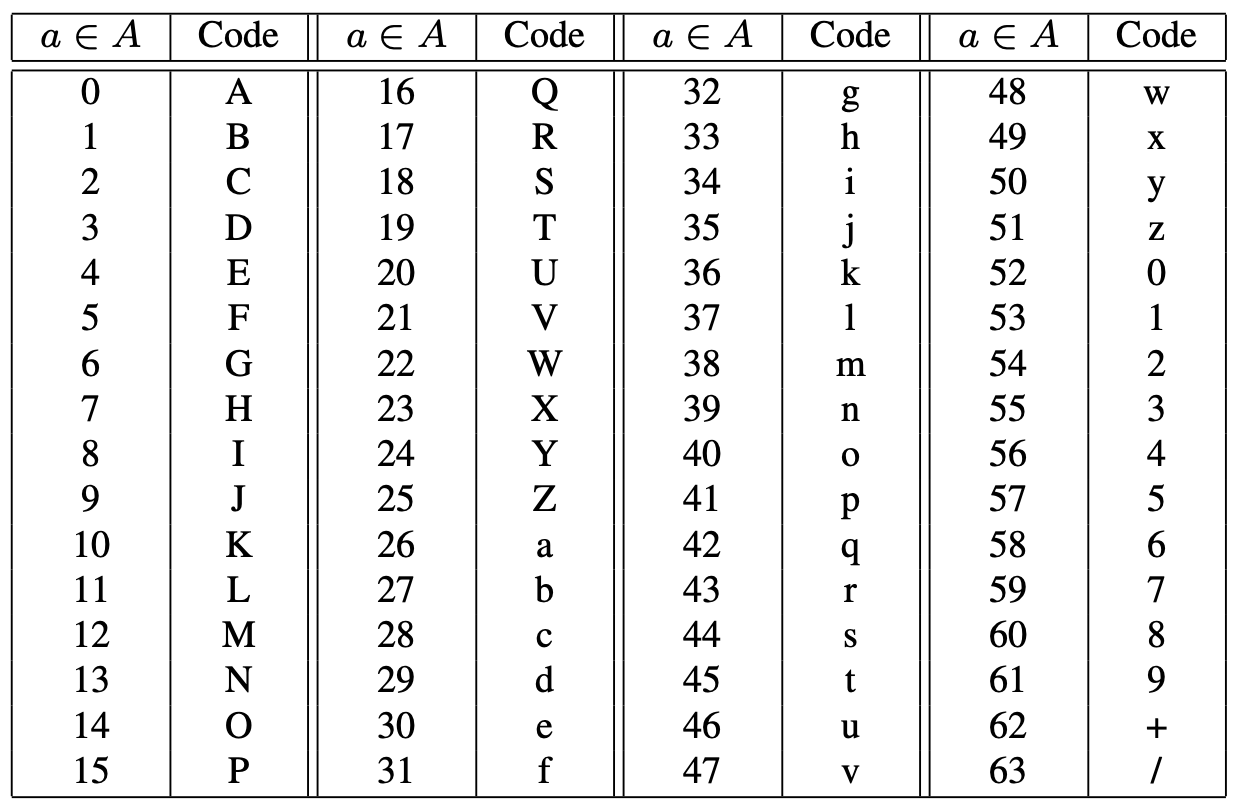 a ∈ A Code a ∈ A Code a ∈ A Code a ∈ A Code
0 A 16 Q 32 g 48 w
1 B 17 R 33 h 49 x
2 C 18 S 34 i 50 y
3 D 19 T 35 j 51 z
4 E 20 U 36 k 52 0
5 F 21 V 37 l 53 1
6 G 22 W 38 m 54 2
7 H 23 X 39 n 55 3
8 I 24 Y 40 o 56 4
9 J 25 Z 41 p 57 5
10 K 26 a 42 q 58 6
11 L 27 b 43 r 59 7
12 M 28 c 44 s 60 8
13 N 29 d 45 t 61 9
14 O 30 e 46 u 62 +
15 P 31 f 47 v 63 /